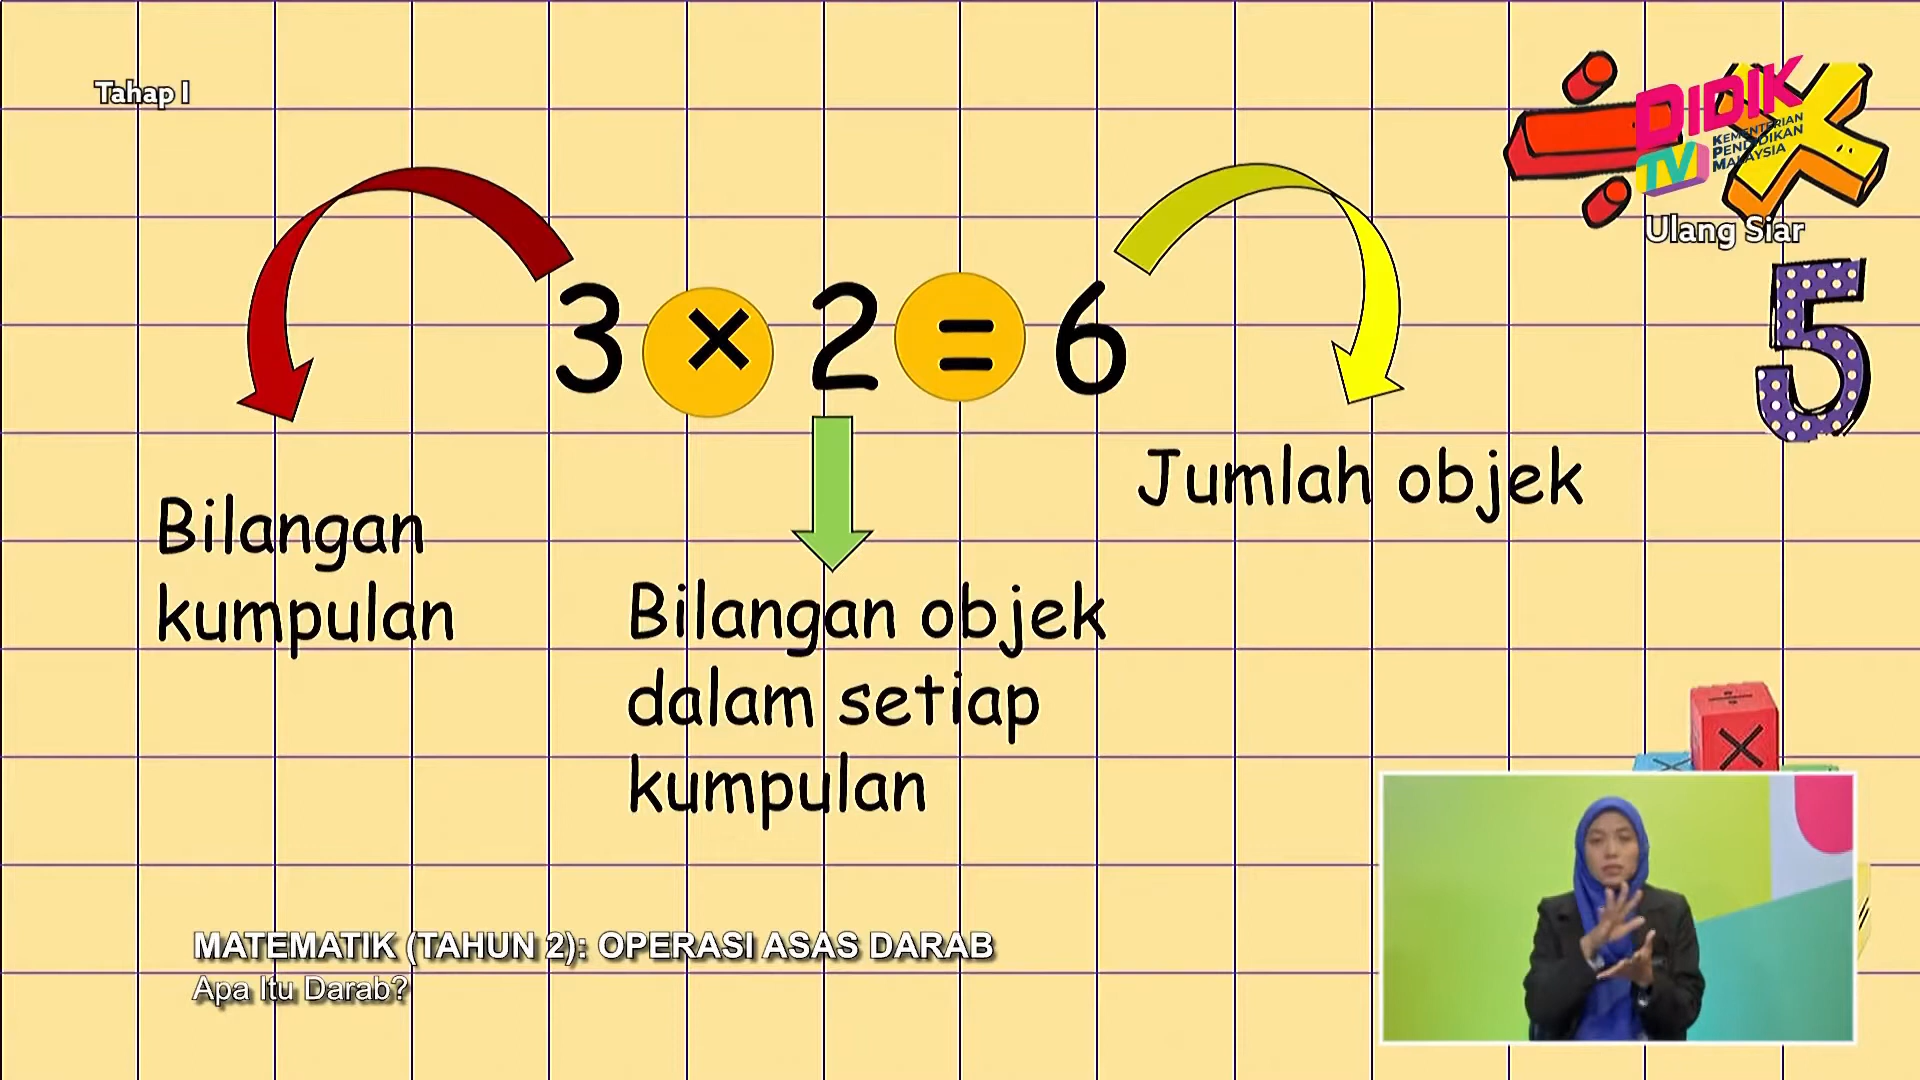 Tahap I
DIDIK
TV
KEMENTERIAN
PENDIDIKAN
MALAYSIA
Ulang Siar
5
3 × 2 = 6
Jumlah objek
Bilangan
kumpulan
Bilangan objek
dalam setiap
kumpulan
MATEMATIK (TAHUN 2): OPERASI ASAS DARAB
Apa Itu Darab?